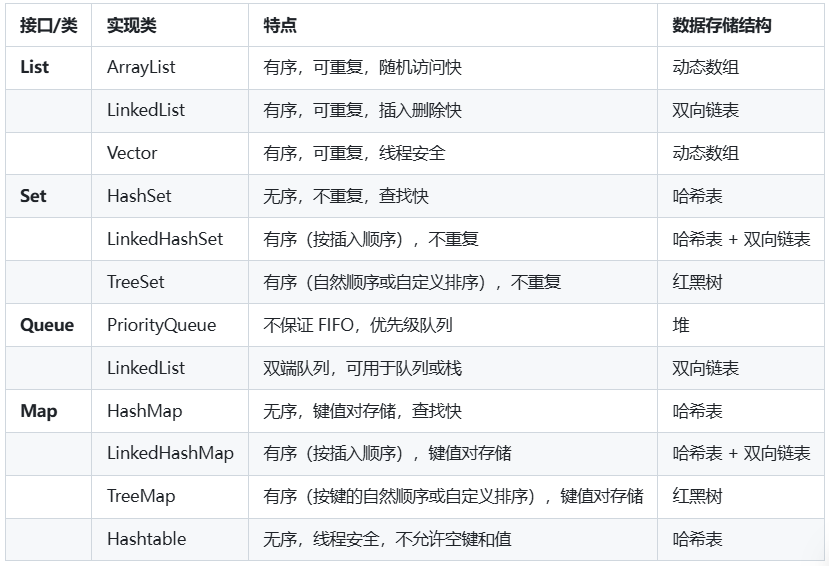 接口/类 实现类 特点 数据存储结构
List ArrayList 有序，可重复，随机访问快 动态数组
LinkedList 有序，可重复，插入删除快 双向链表
Vector 有序，可重复，线程安全 动态数组
Set HashSet 无序，不重复，查找快 哈希表
LinkedHashSet 有序（按插入顺序），不重复 哈希表 + 双向链表
TreeSet 有序（自然顺序或自定义排序），不重复 红黑树
Queue PriorityQueue 不保证 FIFO，优先级队列 堆
LinkedList 双端队列，可用于队列或栈 双向链表
Map HashMap 无序，键值对存储，查找快 哈希表
LinkedHashMap 有序（按插入顺序），键值对存储 哈希表 + 双向链表
TreeMap 有序（按键的自然顺序或自定义排序），键值对存储 红黑树
Hashtable 无序，线程安全，不允许空键和值 哈希表